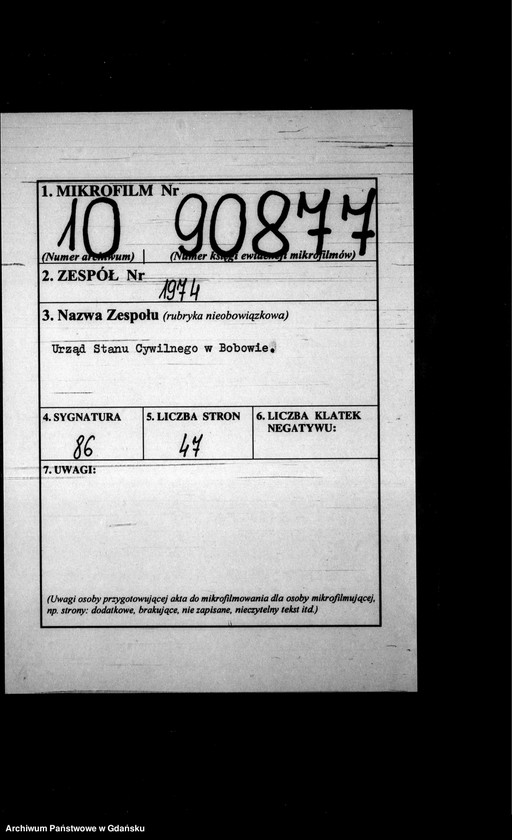 1. MIKROFILM Nr
10 90877
(Numer archiwum) (Numer księgi ewidencji mikrofilmów)
2. ZESPÓŁ Nr
1974
3. Nazwa Zespołu (rubryka nieobowiązkowa)
Urząd Stanu Cywilnego w Bobowie.
4. SYGNATURA 5. LICZBA STRON 6. LICZBA KLATEK
NEGATYWU:
86 47
7. UWAGI:
(Uwagi osoby przygotowującej akta do mikrofilmowania dla osoby mikrofilmującej,
np. strony: dodatkowe, brakujące, nie zapisane, nieczytelny tekst itd.)
Archiwum Państwowe w Gdańsku